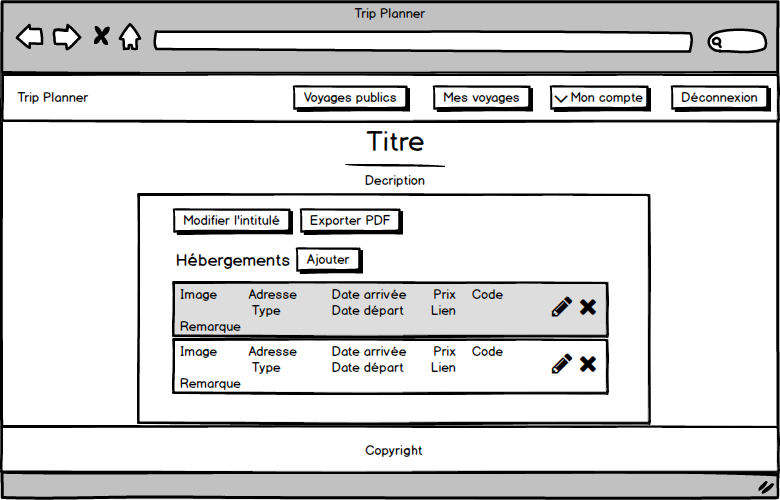 Trip Planner
Trip Planner Voyages publics Mes voyages Mon compte Déconnexion
Titre
Decription
Modifier l'intitulé Exporter PDF
Hébergements Ajouter
Image Adresse Date arrivée Prix Code
Type Date départ Lien
Remarque
Image Adresse Date arrivée Prix Code
Type Date départ Lien
Remarque
Copyright